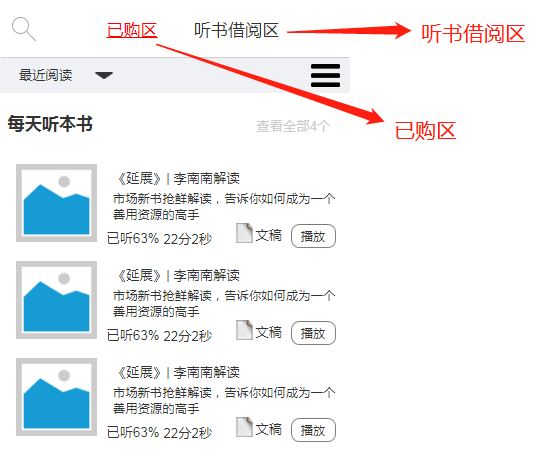 已购区 听书借阅区 听书借阅区
最近阅读
已购区
每天听本书 查看全部4个
《延展》| 李南南解读
市场新书抢鲜解读，告诉你如何成为一个
善用资源的高手
已听63% 22分2秒 文稿 播放
《延展》| 李南南解读
市场新书抢鲜解读，告诉你如何成为一个
善用资源的高手
已听63% 22分2秒 文稿 播放
《延展》| 李南南解读
市场新书抢鲜解读，告诉你如何成为一个
善用资源的高手
已听63% 22分2秒 文稿 播放